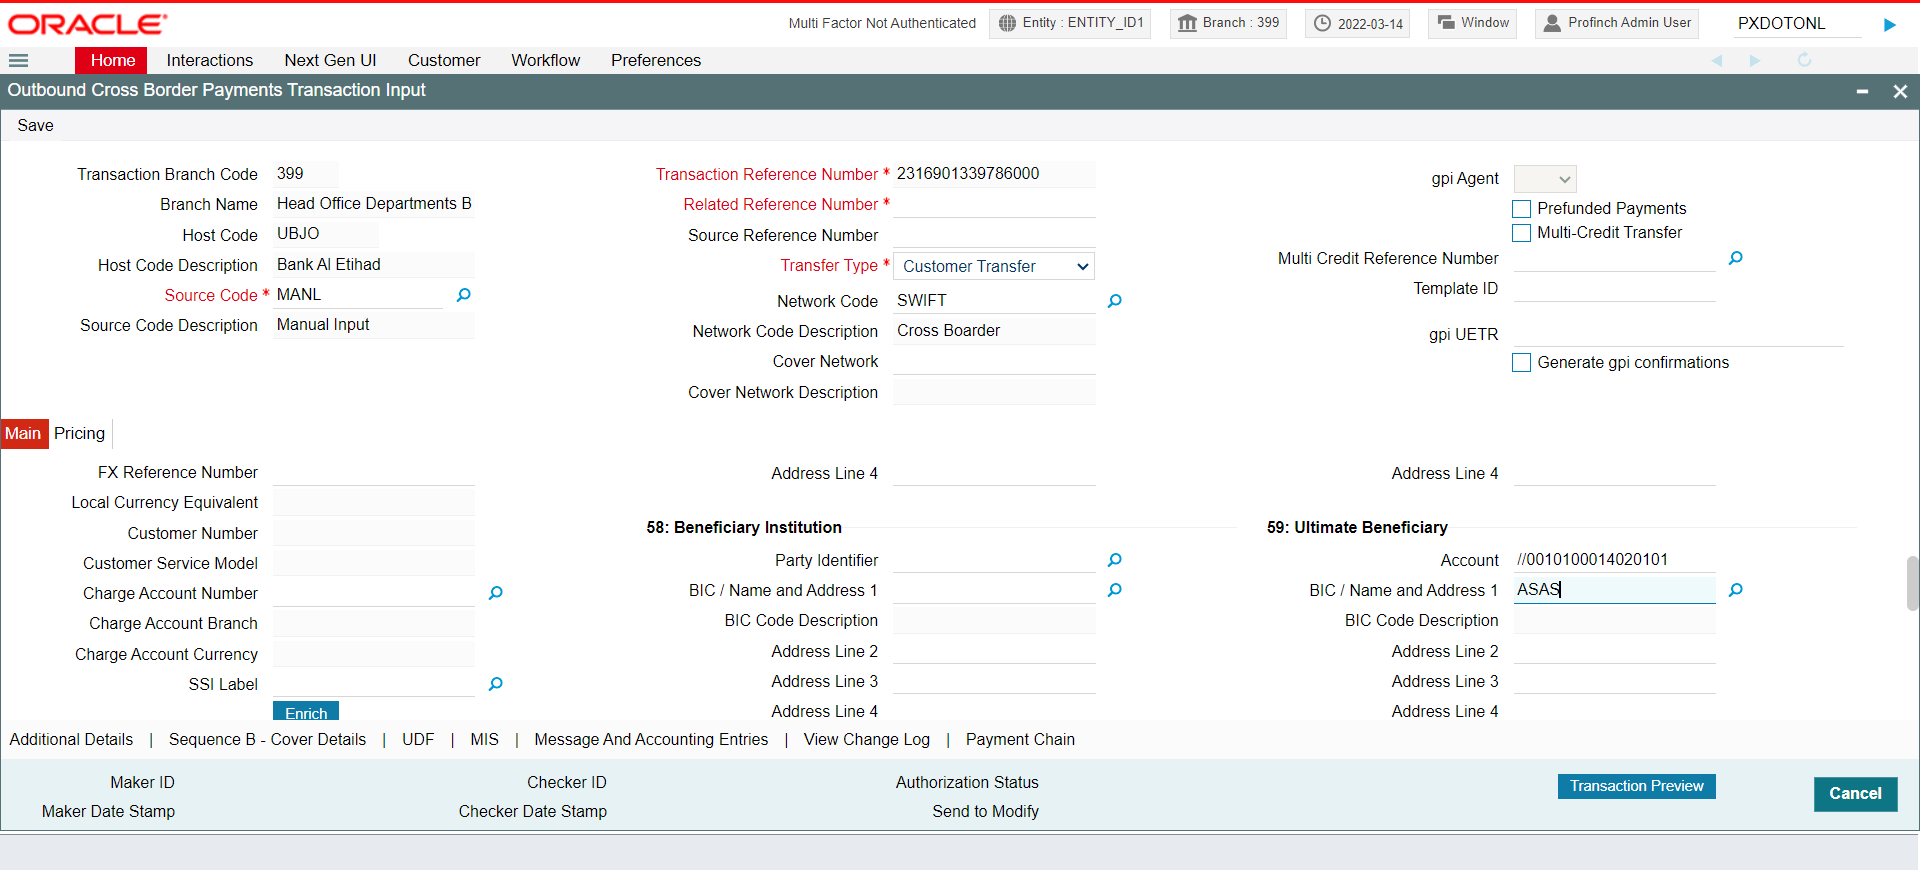 ORACLE
Multi Factor Not Authenticated
Entity : ENTITY_ID1
Branch : 399
2022-03-14
Window
Profinch Admin User
PXDOTONL
Home
Interactions
Next Gen UI
Customer
Workflow
Preferences
Outbound Cross Border Payments Transaction Input
Save
Transaction Branch Code 399
Branch Name Head Office Departments B
Host Code UBJO
Host Code Description Bank Al Etihad
Source Code * MANL
Source Code Description Manual Input
Transaction Reference Number * 2316901339786000
Related Reference Number *
Source Reference Number
Transfer Type * Customer Transfer
Network Code SWIFT
Network Code Description Cross Boarder
Cover Network
Cover Network Description
gpi Agent
Prefunded Payments
Multi-Credit Transfer
Multi Credit Reference Number
Template ID
gpi UETR
Generate gpi confirmations
Main
Pricing
FX Reference Number
Local Currency Equivalent
Customer Number
Customer Service Model
Charge Account Number
Charge Account Branch
Charge Account Currency
SSI Label
Enrich
Address Line 4
58: Beneficiary Institution
Party Identifier
BIC / Name and Address 1
BIC Code Description
Address Line 2
Address Line 3
Address Line 4
Address Line 4
59: Ultimate Beneficiary
Account //0010100014020101
BIC / Name and Address 1 ASAS
BIC Code Description
Address Line 2
Address Line 3
Address Line 4
Additional Details | Sequence B - Cover Details | UDF | MIS | Message And Accounting Entries | View Change Log | Payment Chain
Maker ID
Maker Date Stamp
Checker ID
Checker Date Stamp
Authorization Status
Send to Modify
Transaction Preview
Cancel